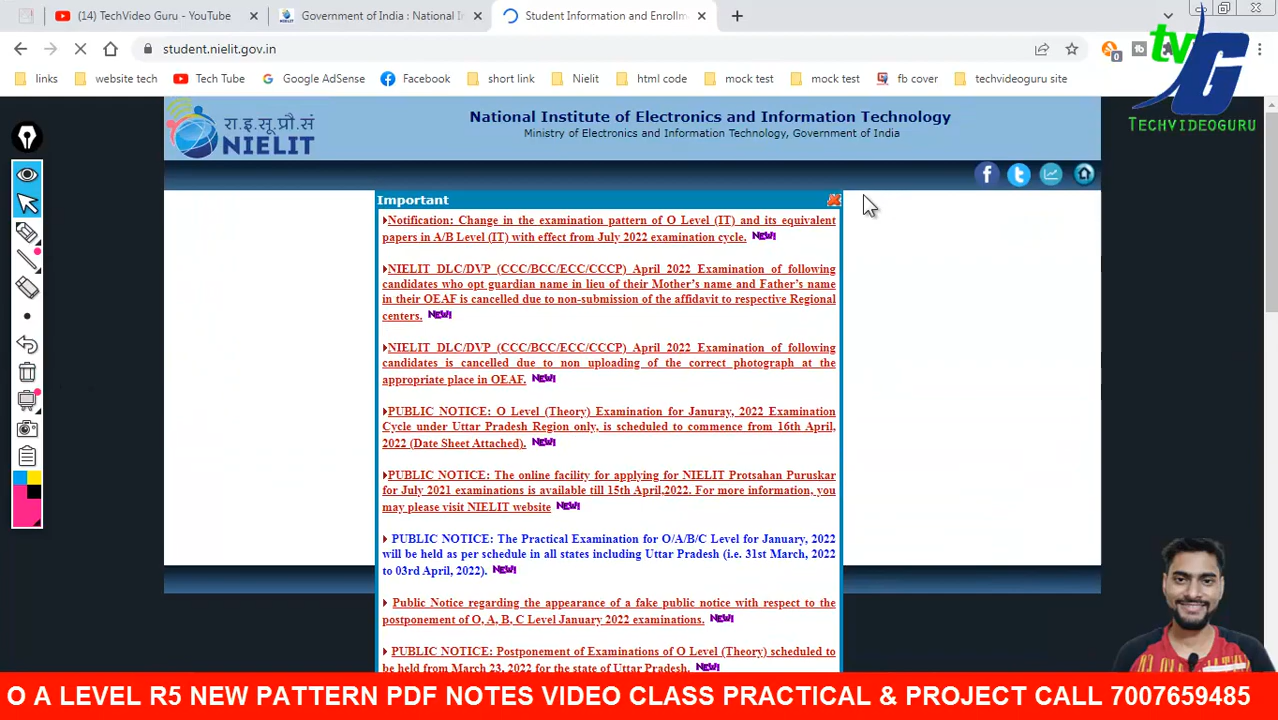 (14) TechVideo Guru - YouTube
Government of India : National I
Student Information and Enrollm
student.nielit.gov.in
links
website tech
Tech Tube
Google AdSense
Facebook
short link
Nielit
html code
mock test
mock test
fb cover
techvideoguru site
0
tvG
TECHVIDEOGURU
रा.इ.सू.प्रौ.सं
NIELIT
National Institute of Electronics and Information Technology
Ministry of Electronics and Information Technology, Government of India
Important
Notification: Change in the examination pattern of O Level (IT) and its equivalent
papers in A/B Level (IT) with effect from July 2022 examination cycle. NEW!
NIELIT DLC/DVP (CCC/BCC/ECC/CCCP) April 2022 Examination of following
candidates who opt guardian name in lieu of their Mother's name and Father's name
in their OEAF is cancelled due to non-submission of the affidavit to respective Regional
centers. NEW!
NIELIT DLC/DVP (CCC/BCC/ECC/CCCP) April 2022 Examination of following
candidates is cancelled due to non uploading of the correct photograph at the
appropriate place in OEAF. NEW!
PUBLIC NOTICE: O Level (Theory) Examination for Januray, 2022 Examination
Cycle under Uttar Pradesh Region only, is scheduled to commence from 16th April,
2022 (Date Sheet Attached). NEW!
PUBLIC NOTICE: The online facility for applying for NIELIT Protsahan Puruskar
for July 2021 examinations is available till 15th April,2022. For more information, you
may please visit NIELIT website NEW!
PUBLIC NOTICE: The Practical Examination for O/A/B/C Level for January, 2022
will be held as per schedule in all states including Uttar Pradesh (i.e. 31st March, 2022
to 03rd April, 2022). NEW!
Public Notice regarding the appearance of a fake public notice with respect to the
postponement of O, A, B, C Level January 2022 examinations. NEW!
PUBLIC NOTICE: Postponement of Examinations of O Level (Theory) scheduled to
be held from March 23, 2022 for the state of Uttar Pradesh. NEW!
O A LEVEL R5 NEW PATTERN PDF NOTES VIDEO CLASS PRACTICAL & PROJECT CALL 7007659485